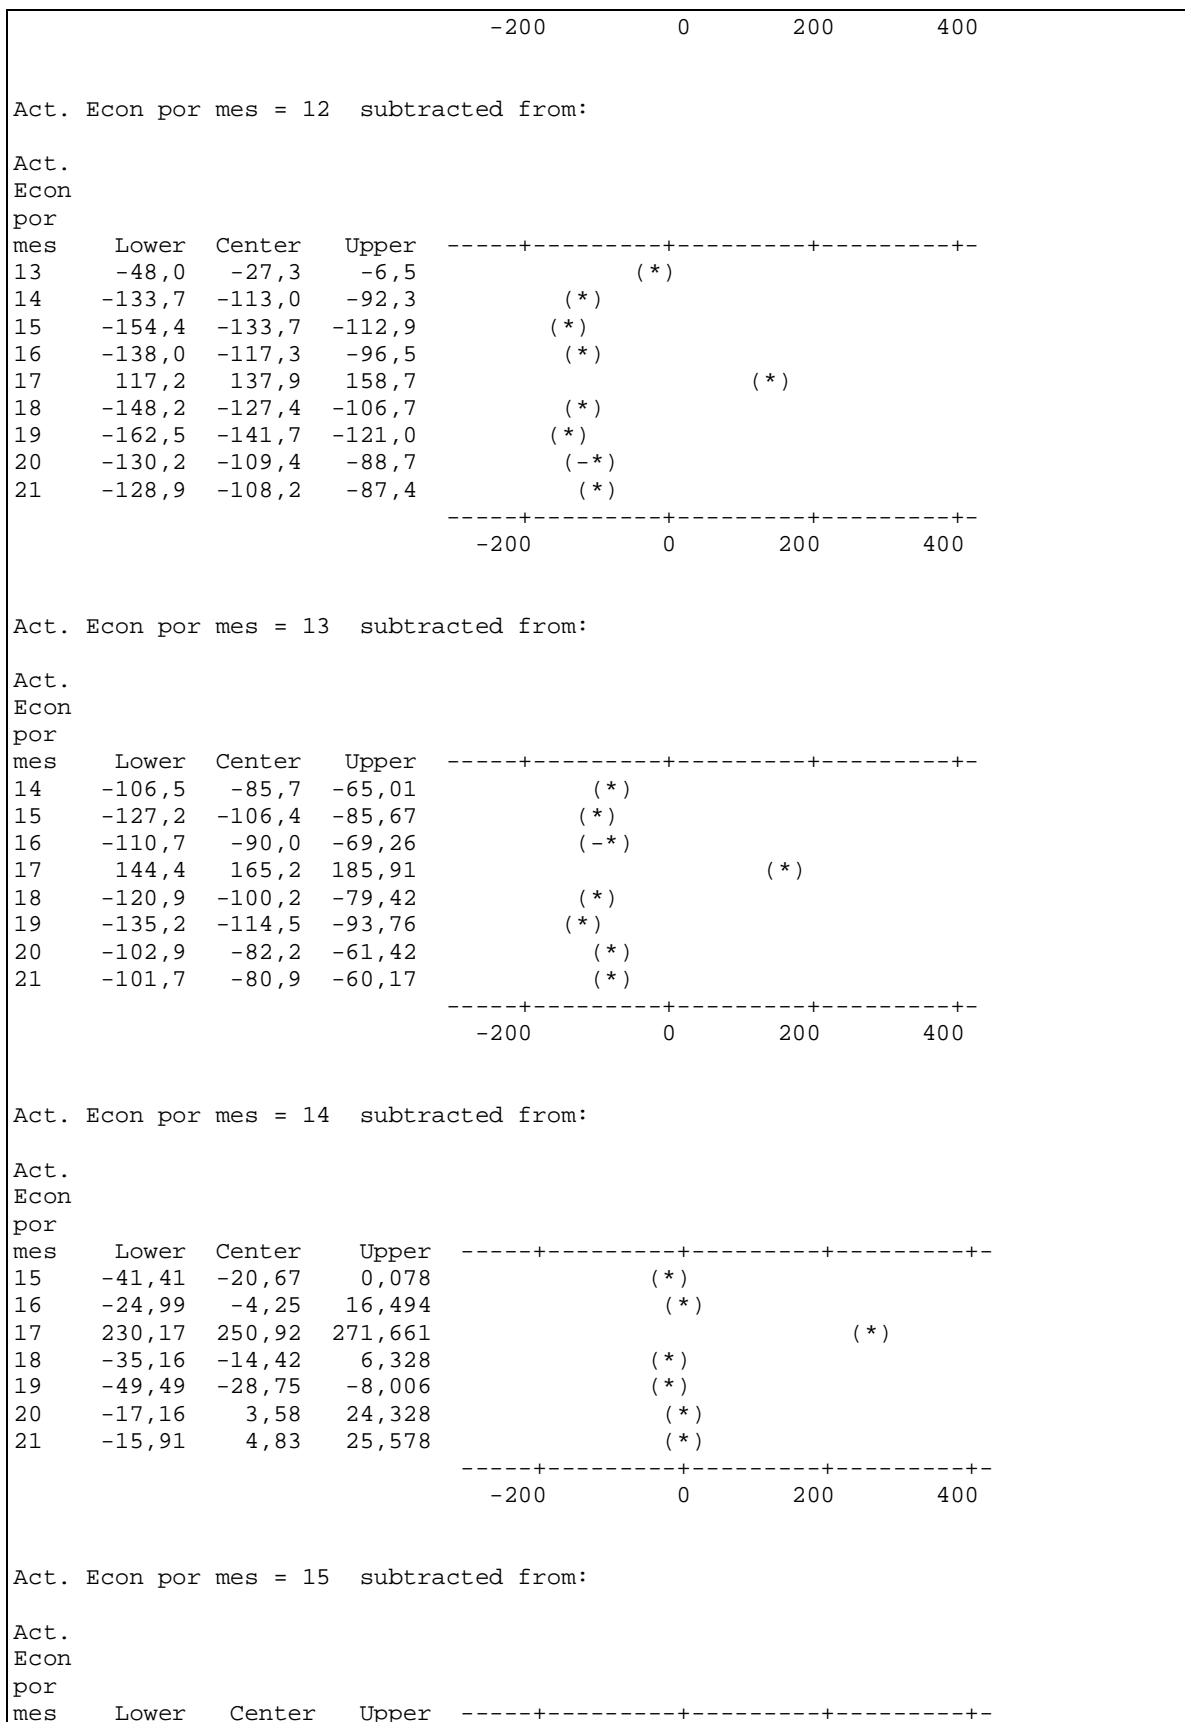 -200         0       200       400
Act. Econ por mes = 12  subtracted from:
Act.
Econ
por
mes    Lower  Center   Upper  -----+---------+---------+---------+-
13     -48,0   -27,3    -6,5             (*)
14    -133,7  -113,0   -92,3        (*)
15    -154,4  -133,7  -112,9       (*)
16    -138,0  -117,3   -96,5        (*)
17     117,2   137,9   158,7                     (*)
18    -148,2  -127,4  -106,7        (*)
19    -162,5  -141,7  -121,0       (*)
20    -130,2  -109,4   -88,7        (-*)
21    -128,9  -108,2   -87,4         (*)
                              -----+---------+---------+---------+-
                                -200         0       200       400
Act. Econ por mes = 13  subtracted from:
Act.
Econ
por
mes    Lower  Center   Upper  -----+---------+---------+---------+-
14    -106,5   -85,7  -65,01          (*)
15    -127,2  -106,4  -85,67         (*)
16    -110,7   -90,0  -69,26         (-*)
17     144,4   165,2  185,91                      (*)
18    -120,9  -100,2  -79,42         (*)
19    -135,2  -114,5  -93,76        (*)
20    -102,9   -82,2  -61,42          (*)
21    -101,7   -80,9  -60,17          (*)
                              -----+---------+---------+---------+-
                                -200         0       200       400
Act. Econ por mes = 14  subtracted from:
Act.
Econ
por
mes    Lower  Center    Upper  -----+---------+---------+---------+-
15    -41,41  -20,67    0,078              (*)
16    -24,99   -4,25   16,494               (*)
17    230,17  250,92  271,661                            (*)
18    -35,16  -14,42    6,328              (*)
19    -49,49  -28,75   -8,006              (*)
20    -17,16    3,58   24,328               (*)
21    -15,91    4,83   25,578               (*)
                               -----+---------+---------+---------+-
                                 -200         0       200       400
Act. Econ por mes = 15  subtracted from:
Act.
Econ
por
mes    Lower   Center   Upper  -----+---------+---------+---------+-